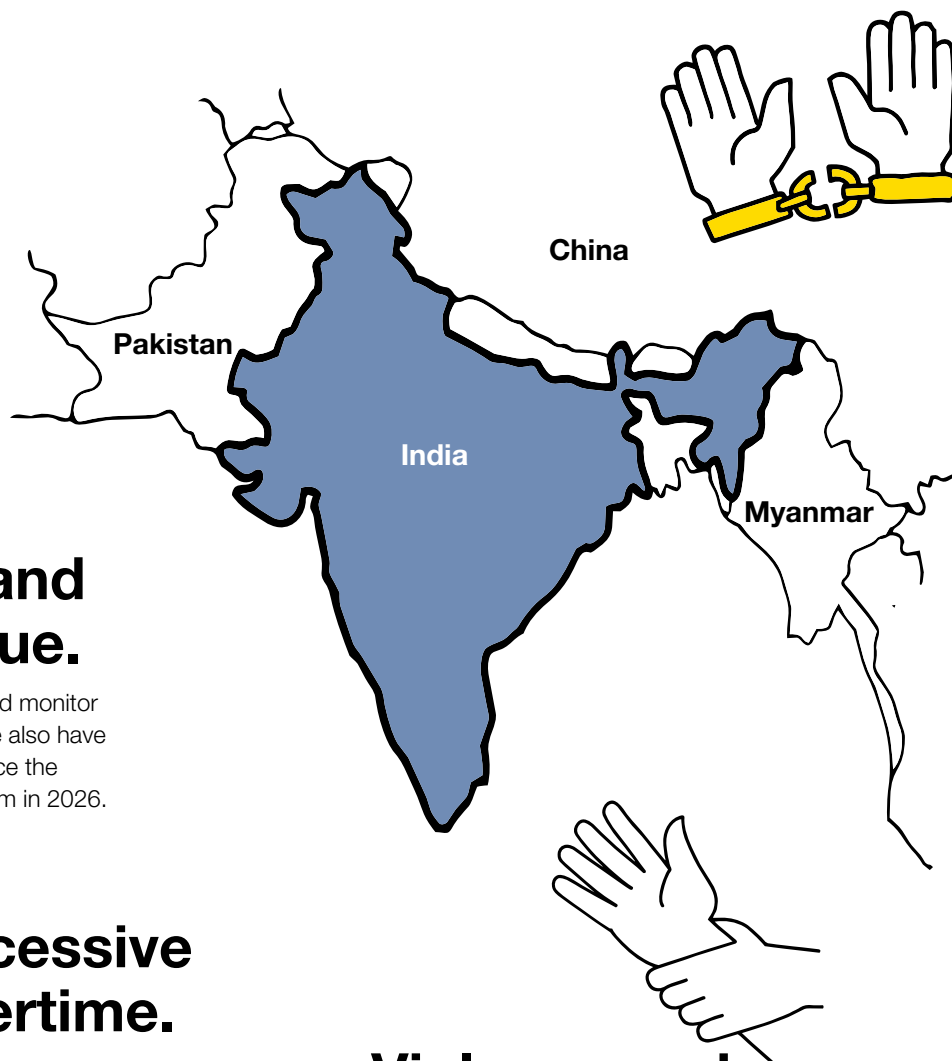 China
Pakistan
India
Myanmar
and
ue.
d monitor
also have
ce the
m in 2026.
cessive
ertime.